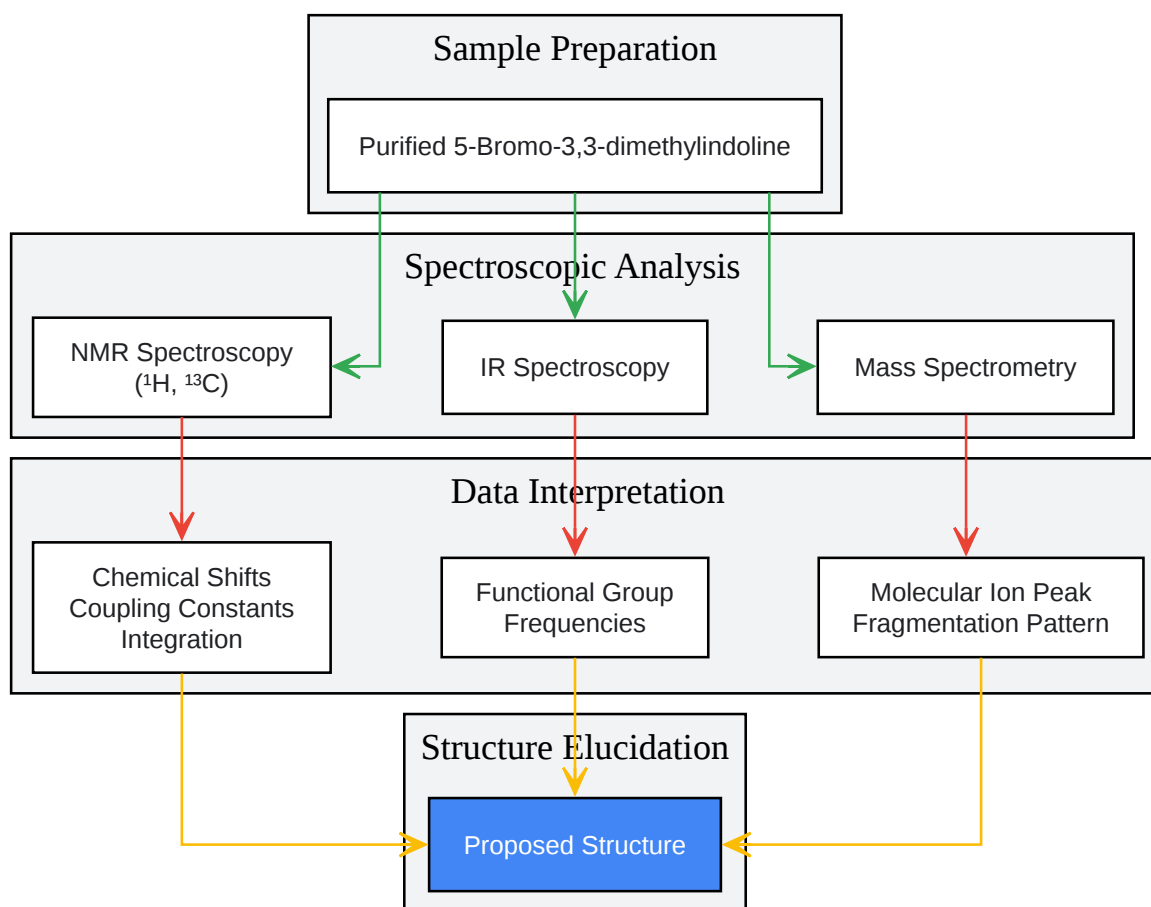 Sample Preparation
Purified 5-Bromo-3,3-dimethylindoline
Spectroscopic Analysis
NMR Spectroscopy
(¹H, ¹³C)
IR Spectroscopy
Mass Spectrometry
Data Interpretation
Chemical Shifts
Coupling Constants
Integration
Functional Group
Frequencies
Molecular Ion Peak
Fragmentation Pattern
Structure Elucidation
Proposed Structure